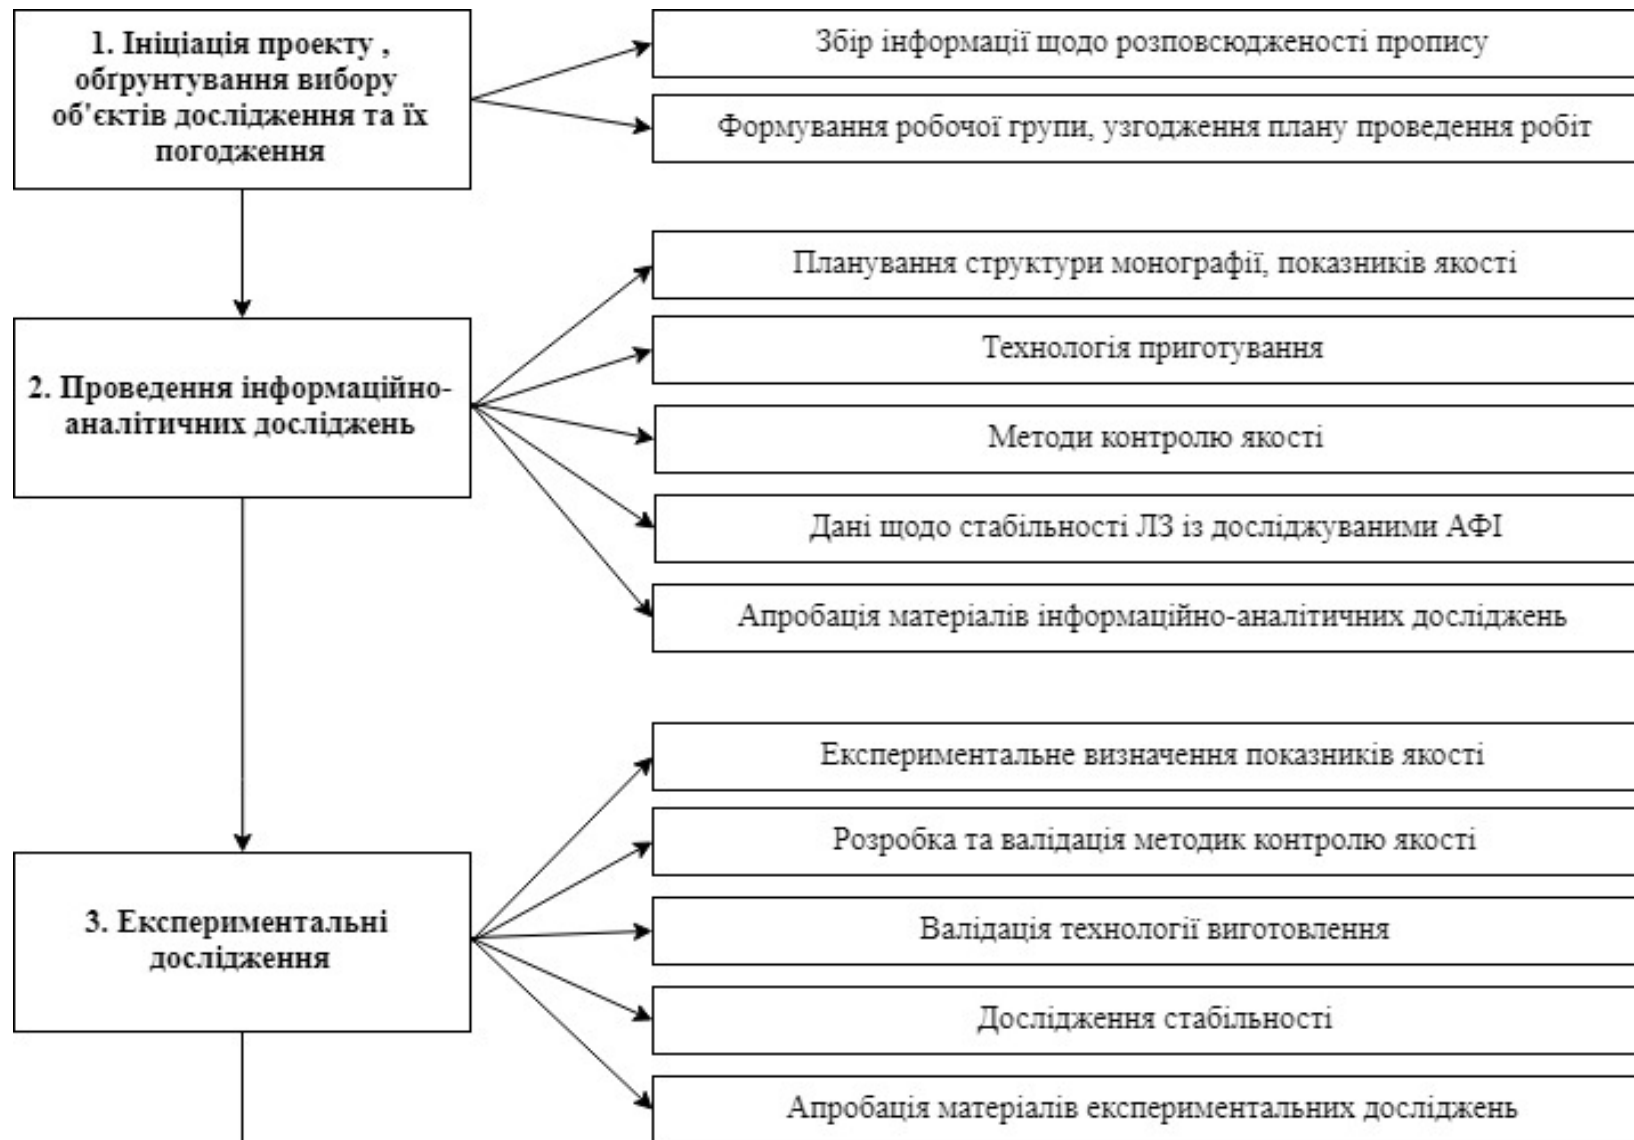 1. Ініціація проекту ,
обґрунтування вибору
об'єктів дослідження та їх
погодження
Збір інформації щодо розповсюдженості пропису
Формування робочої групи, узгодження плану проведення робіт
2. Проведення інформаційно-
аналітичних досліджень
Планування структури монографії, показників якості
Технологія приготування
Методи контролю якості
Дані щодо стабільності ЛЗ із досліджуваними АФІ
Апробація матеріалів інформаційно-аналітичних досліджень
3. Експериментальні
дослідження
Експериментальне визначення показників якості
Розробка та валідація методик контролю якості
Валідація технології виготовлення
Дослідження стабільності
Апробація матеріалів експериментальних досліджень